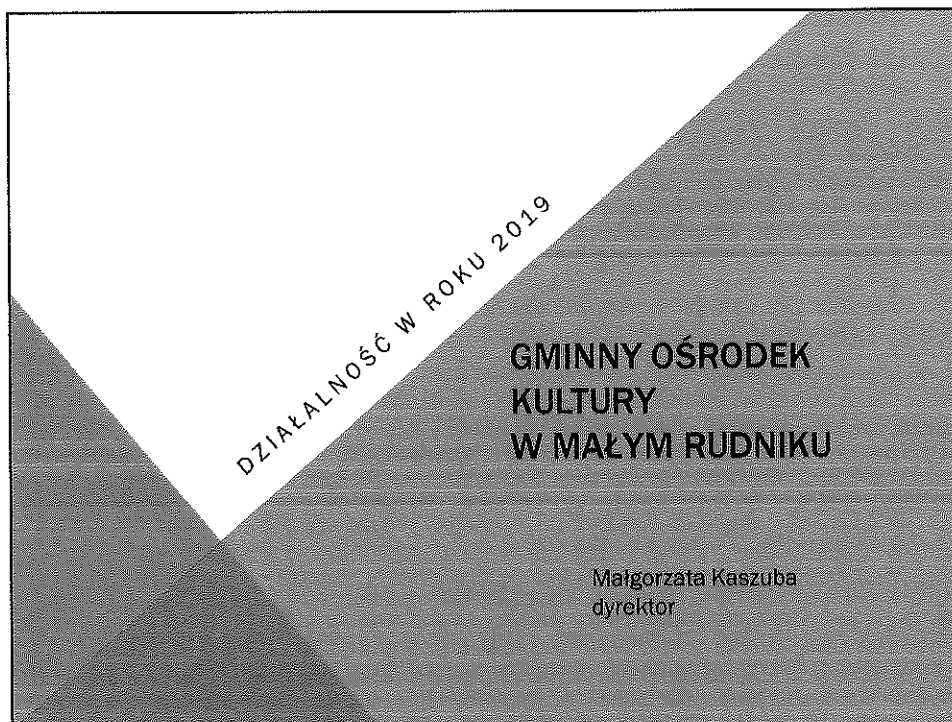 DZIAŁALNOŚĆ W ROKU 2019
GMINNY OŚRODEK
KULTURY
W MAŁYM RUDNIKU
Małgorzata Kaszuba
dyrektor